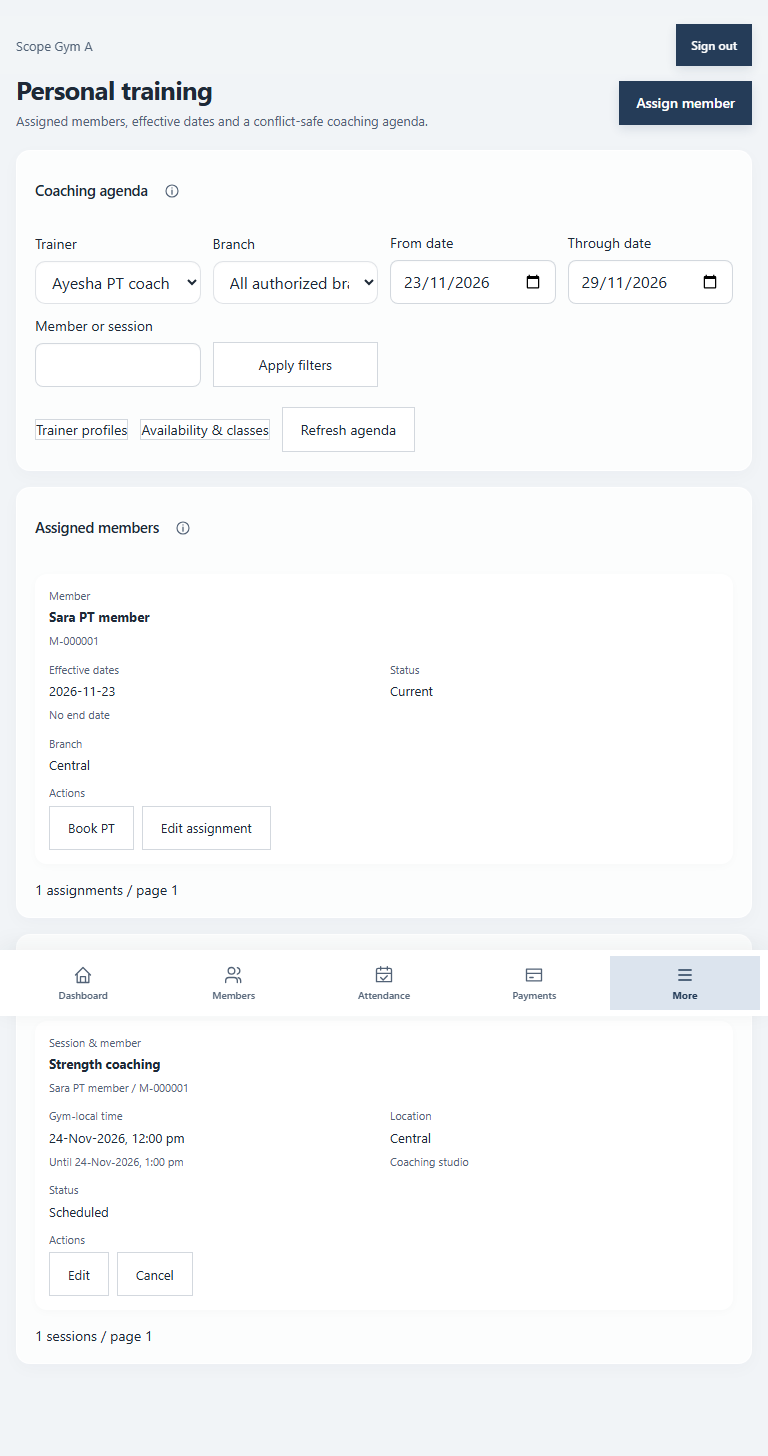 Scope Gym A
Sign out
Personal training
Assign member
Assigned members, effective dates and a conflict-safe coaching agenda.
Coaching agenda
Trainer
Branch
From date
Through date
Ayesha PT coach
All authorized bra
23/11/2026
29/11/2026
Member or session
Apply filters
Trainer profiles
Availability & classes
Refresh agenda
Assigned members
Member
Sara PT member
M-000001
Effective dates
Status
2026-11-23
Current
No end date
Branch
Central
Actions
Book PT
Edit assignment
1 assignments / page 1
Dashboard
Members
Attendance
Payments
More
Session & member
Strength coaching
Sara PT member / M-000001
Gym-local time
Location
24-Nov-2026, 12:00 pm
Central
Until 24-Nov-2026, 1:00 pm
Coaching studio
Status
Scheduled
Actions
Edit
Cancel
1 sessions / page 1